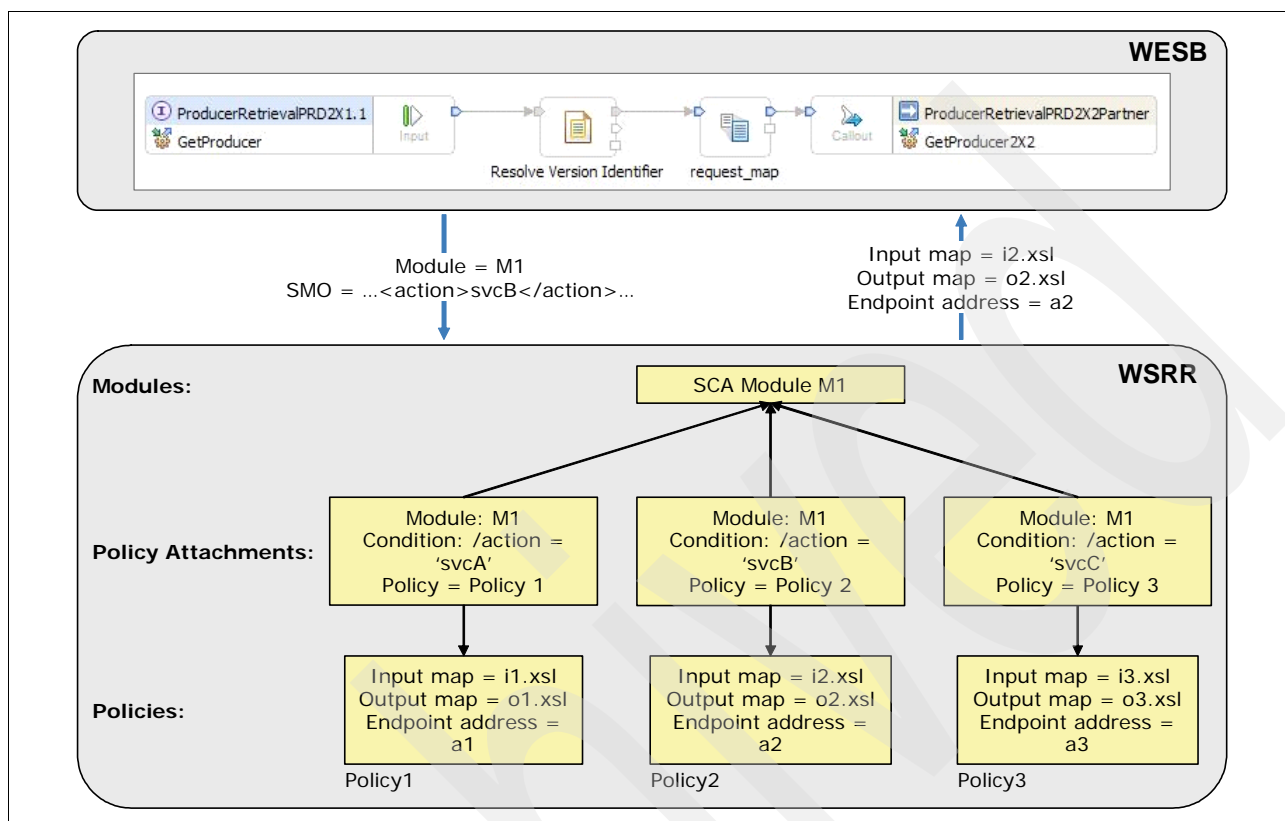 WESB
ProducerRetrievalPRD2X1.1
GetProducer
Input
Resolve Version Identifier
request_map
Callout
ProducerRetrievalPRD2X2Partner
GetProducer2X2
Module = M1
SMO = ...<action>svcB</action>...
Input map = i2.xsl
Output map = o2.xsl
Endpoint address = a2
WSRR
Modules:
SCA Module M1
Policy Attachments:
Module: M1
Condition: /action =
‘svcA’
Policy = Policy 1
Module: M1
Condition: /action =
‘svcB’
Policy = Policy 2
Module: M1
Condition: /action =
‘svcC’
Policy = Policy 3
Policies:
Input map = i1.xsl
Output map = o1.xsl
Endpoint address =
a1
Policy1
Input map = i2.xsl
Output map = o2.xsl
Endpoint address =
a2
Policy2
Input map = i3.xsl
Output map = o3.xsl
Endpoint address =
a3
Policy3